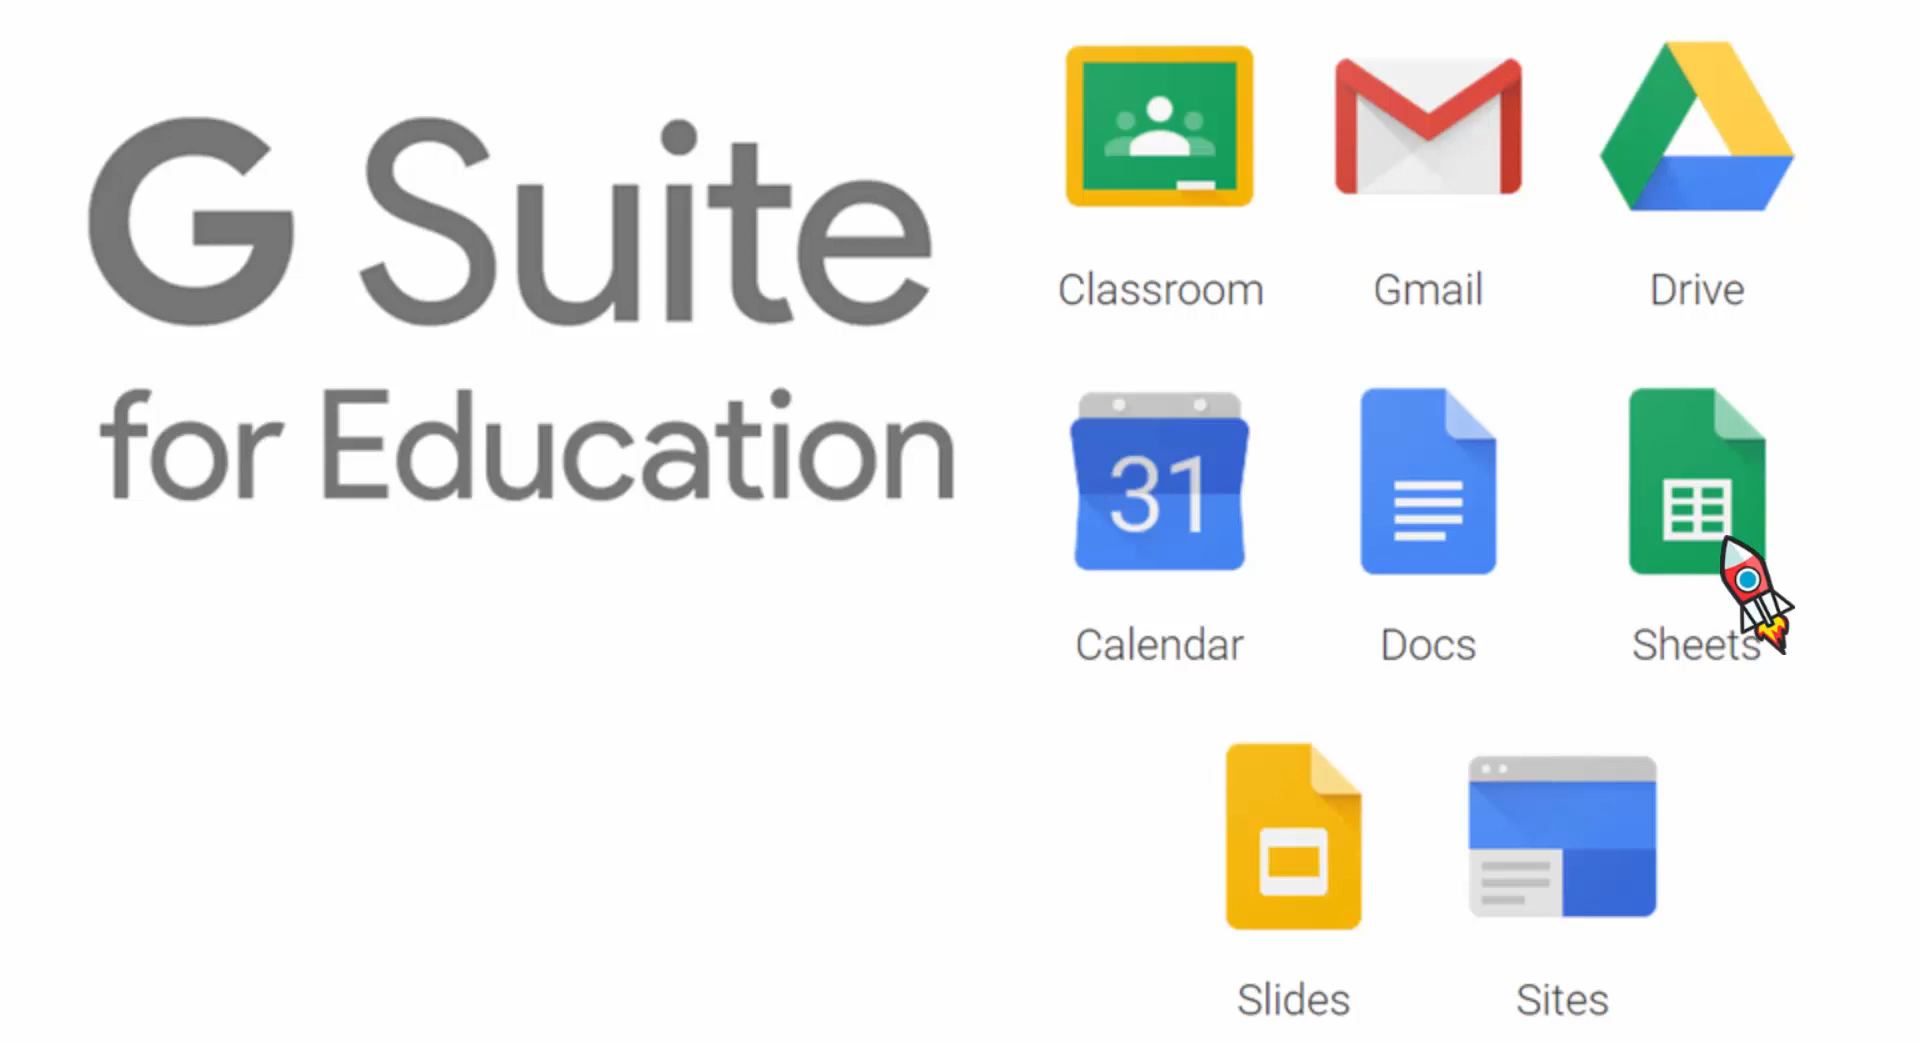 G Suite
for Education
Classroom Gmail Drive
31
Calendar Docs Sheets
Slides Sites